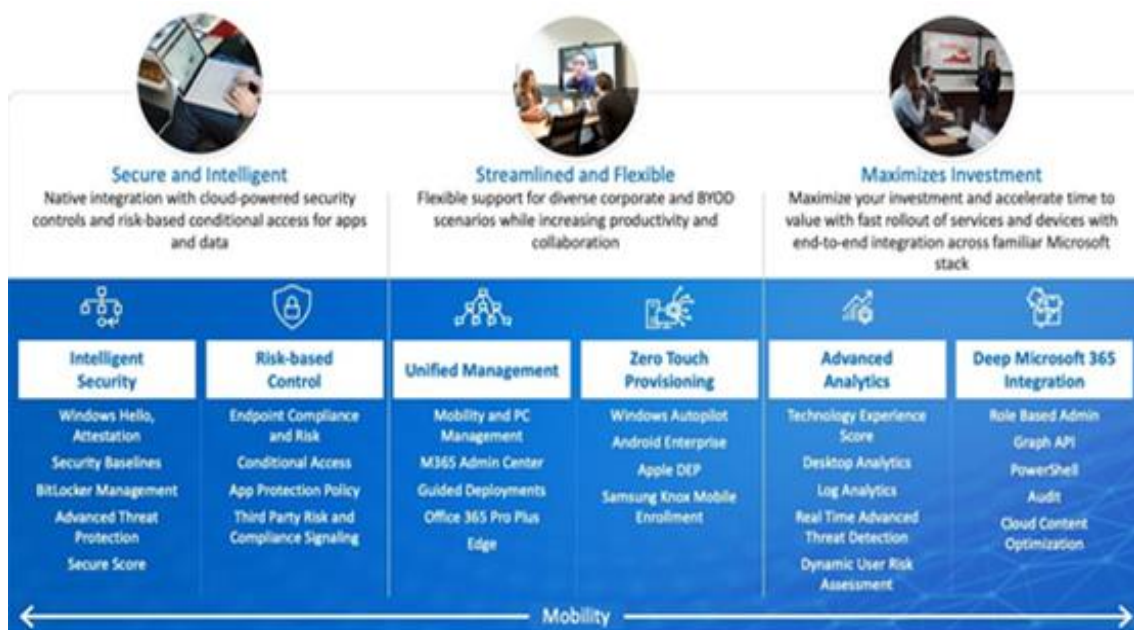 Secure and Intelligent
Native integration with cloud-powered security
controls and risk-based conditional access for apps
and data
Streamlined and Flexible
Flexible support for diverse corporate and BYOD
scenarios while increasing productivity and
collaboration
Maximizes Investment
Maximize your investment and accelerate time to
value with fast rollout of services and devices with
end-to-end integration across familiar Microsoft
stack
Intelligent
Security
Windows Hello,
Attestation
Security Baselines
BitLocker Management
Advanced Threat
Protection
Secure Score
Risk-based
Control
Endpoint Compliance
and Risk
Conditional Access
App Protection Policy
Third Party Risk and
Compliance Signaling
Unified Management
Mobility and PC
Management
M365 Admin Center
Guided Deployments
Office 365 Pro Plus
Edge
Zero Touch
Provisioning
Windows Autopilot
Android Enterprise
Apple DEP
Samsung Knox Mobile
Enrollment
Advanced
Analytics
Technology Experience
Score
Desktop Analytics
Log Analytics
Real Time Advanced
Threat Detection
Dynamic User Risk
Assessment
Deep Microsoft 365
Integration
Role Based Admin
Graph API
PowerShell
Audit
Cloud Content
Optimization
Mobility